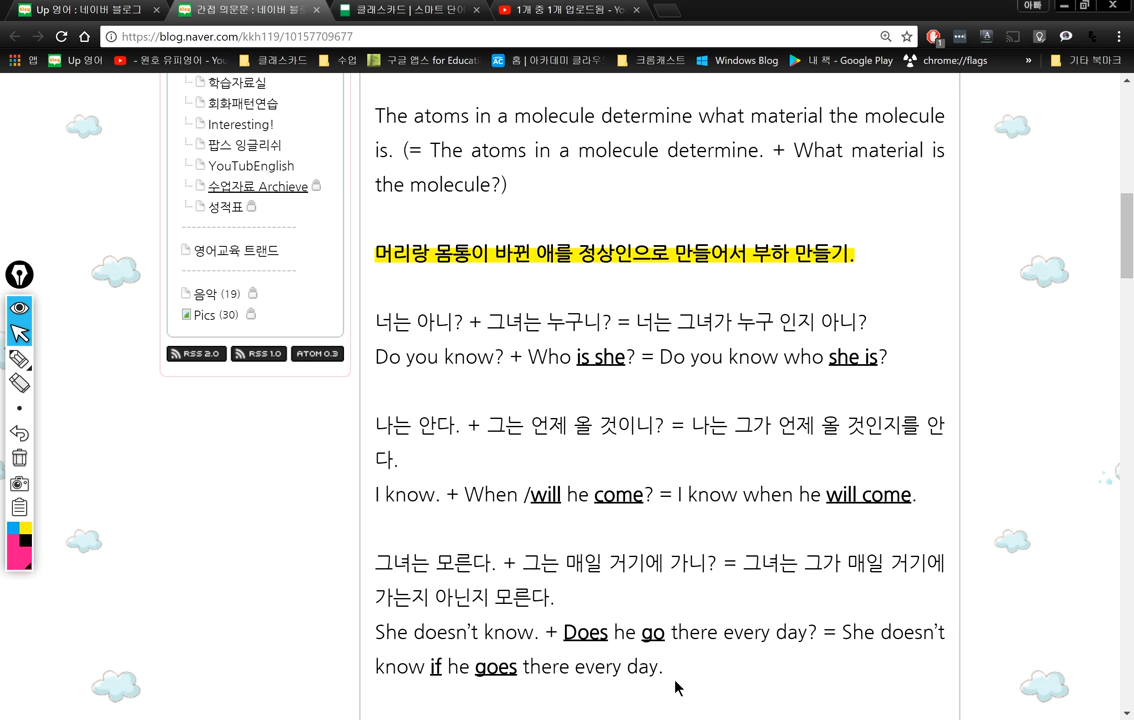 Up 영어 : 네이버 블로그
간접 의문문 : 네이버 블
클래스카드 | 스마트 단어
1개 중 1개 업로드됨 - Yo
아빠
https://blog.naver.com/kkh119/10157709677
앱
Up 영어
- 원호 유피영어 - You
클래스카드
수업
구글 앱스 for Educati
홈 | 아카데미 클라우
크롬캐스트
Windows Blog
내 책 - Google Play
chrome://flags
»
기타 북마크
학습자료실
회화패턴연습
Interesting!
팝스 잉글리쉬
YouTubEnglish
수업자료 Archieve
성적표
영어교육 트랜드
음악 (19)
Pics (30)
RSS 2.0
RSS 1.0
ATOM 0.3
The atoms in a molecule determine what material the molecule
is. (= The atoms in a molecule determine. + What material is
the molecule?)
머리랑 몸통이 바뀐 애를 정상인으로 만들어서 부하 만들기.
너는 아니? + 그녀는 누구니? = 너는 그녀가 누구 인지 아니?
Do you know? + Who is she? = Do you know who she is?
나는 안다. + 그는 언제 올 것이니? = 나는 그가 언제 올 것인지를 안
다.
I know. + When /will he come? = I know when he will come.
그녀는 모른다. + 그는 매일 거기에 가니? = 그녀는 그가 매일 거기에
가는지 아닌지 모른다.
She doesn't know. + Does he go there every day? = She doesn't
know if he goes there every day.